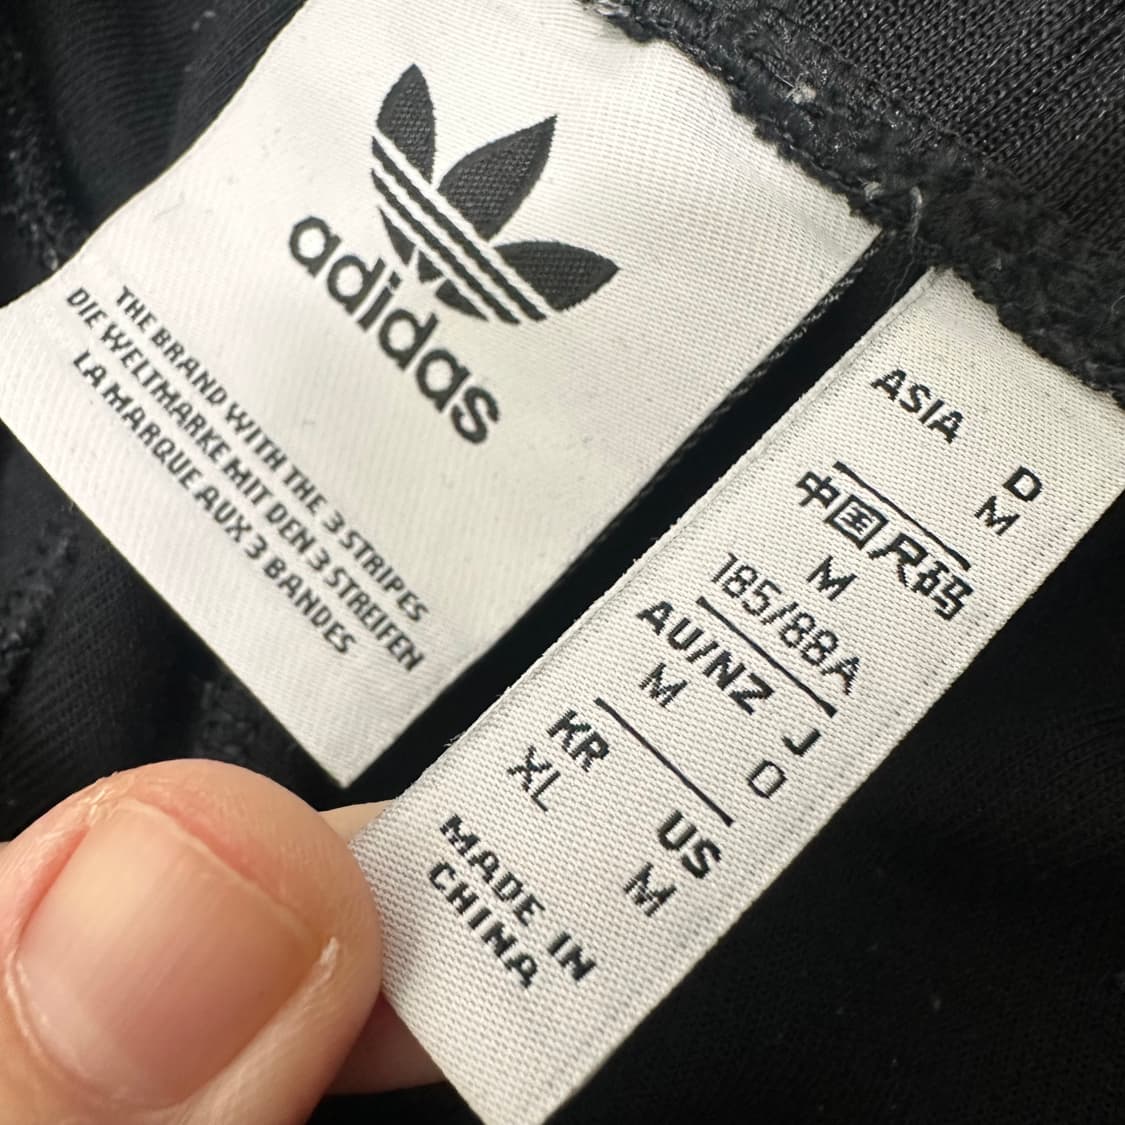 adidas
THE BRAND WITH THE 3 STRIPES
DIE WELTMARKE MIT DEN 3 STREIFEN
LA MARQUE AUX 3 BANDES
ASIA D
M
中国尺码
M
185/88A
AU/NZ J
M O
KR US
XL M
MADE IN
CHINA